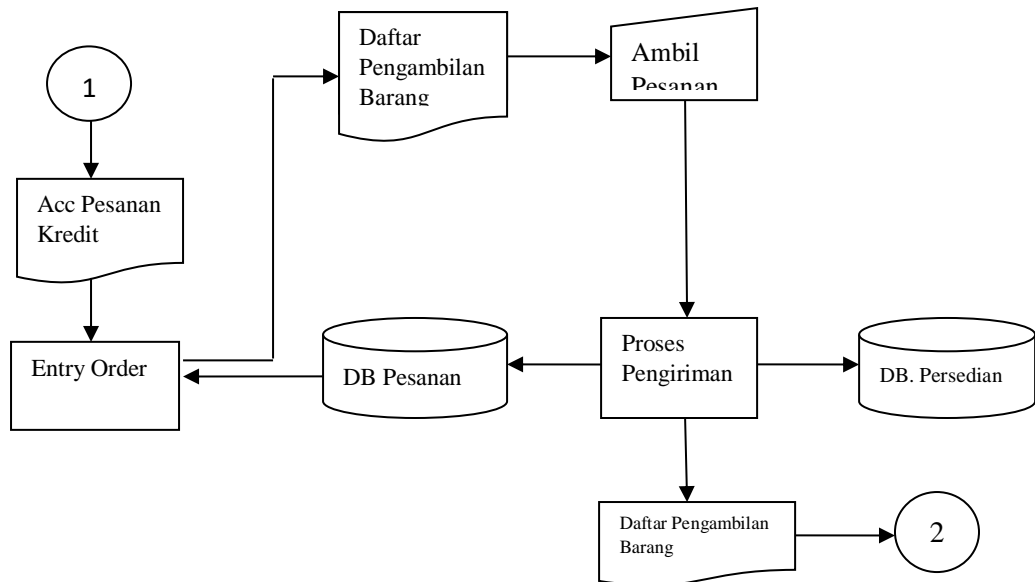 1
Acc Pesanan
Kredit
Entry Order
Daftar
Pengambilan
Barang
Ambil
Pesanan
DB Pesanan
Proses
Pengiriman
DB. Persedian
Daftar Pengambilan
Barang
2